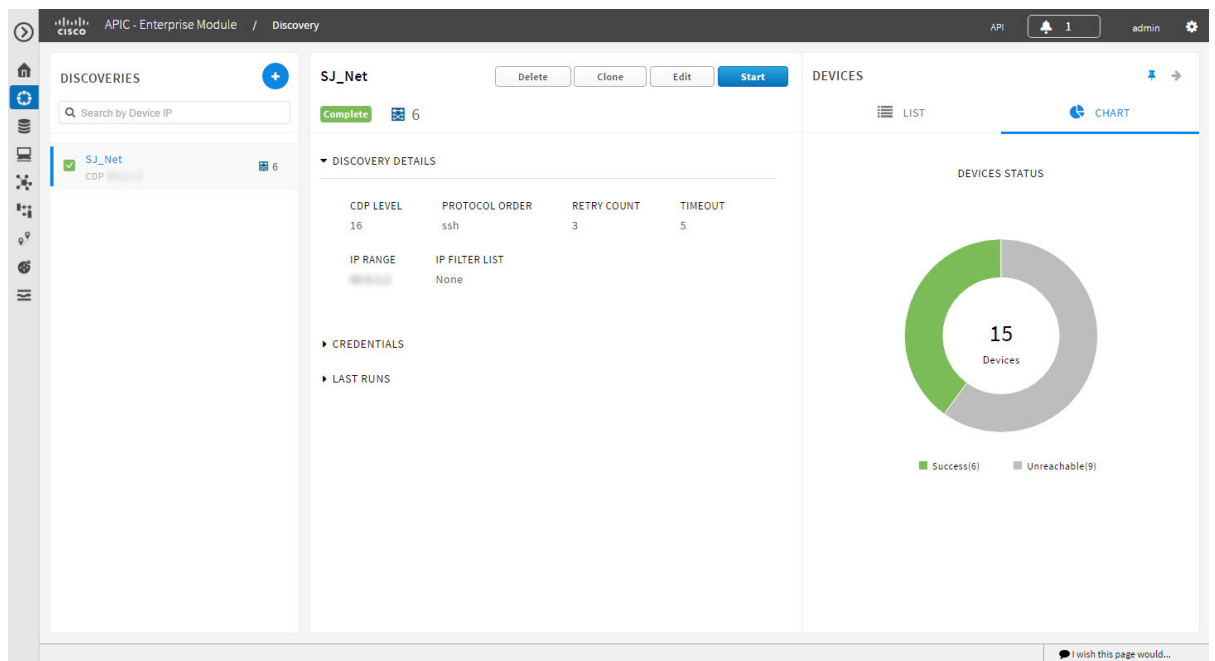 cisco APIC - Enterprise Module / Discovery
API 1 admin
DISCOVERIES
Search by Device IP
SJ_Net
CDP
6
SJ_Net
Delete Clone Edit Start
Complete 6
DISCOVERY DETAILS
CDP LEVEL PROTOCOL ORDER RETRY COUNT TIMEOUT
16 ssh 3 5
IP RANGE IP FILTER LIST
None
CREDENTIALS
LAST RUNS
DEVICES
LIST CHART
DEVICES STATUS
15
Devices
Success(6) Unreachable(9)
I wish this page would...